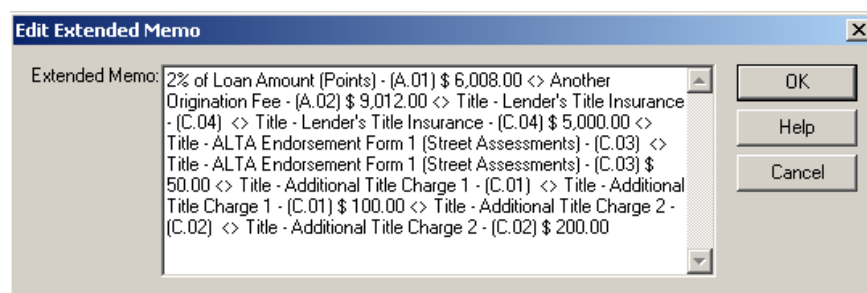 Edit Extended Memo
Extended Memo:
2% of Loan Amount (Points) - (A.01) $ 6,008.00 <> Another
Origination Fee - (A.02) $ 9,012.00 <> Title - Lender's Title Insurance
- (C.04)  <> Title - Lender's Title Insurance - (C.04) $ 5,000.00 <>
Title - ALTA Endorsement Form 1 (Street Assessments) - (C.03)  <>
Title - ALTA Endorsement Form 1 (Street Assessments) - (C.03) $
50.00 <> Title - Additional Title Charge 1 - (C.01)  <> Title - Additional
Title Charge 1 - (C.01) $ 100.00 <> Title - Additional Title Charge 2 -
(C.02)  <> Title - Additional Title Charge 2 - (C.02) $ 200.00
OK
Help
Cancel